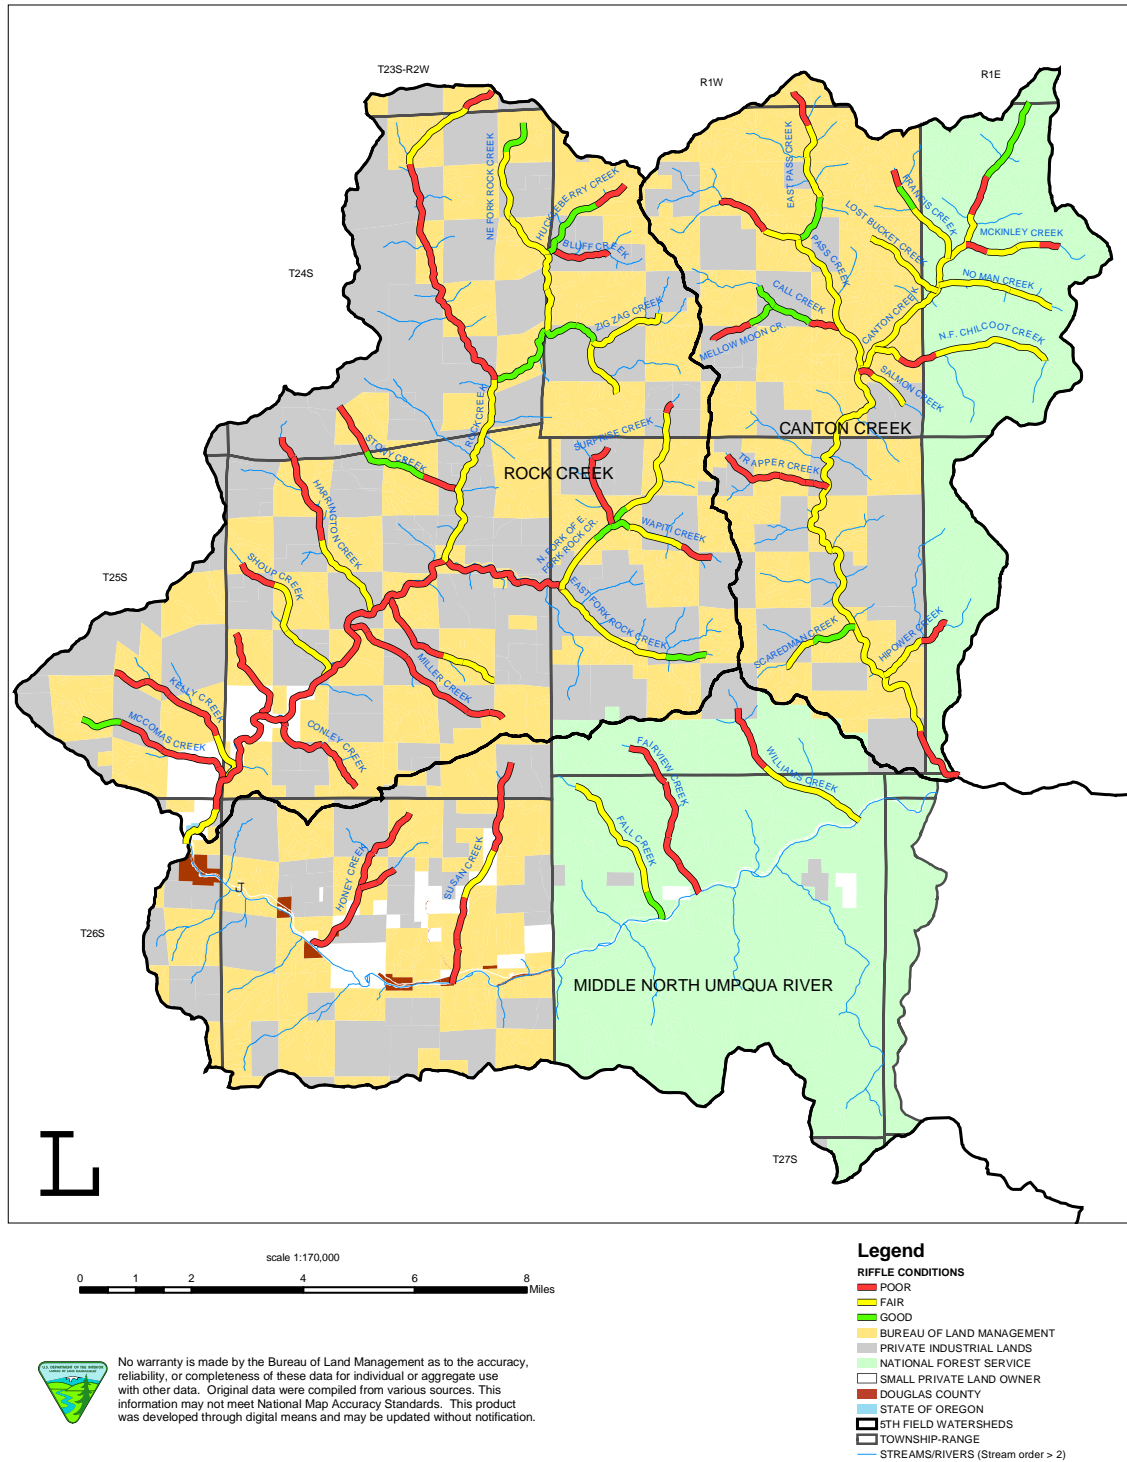 T23S-R2W
R1W
R1E
T24S
T25S
T26S
T27S
NE FORK ROCK CREEK
HUCKLEBERRY CREEK
BLUFF CREEK
ZIG ZAG CREEK
EAST PASS CREEK
PASS CREEK
LOST BUCKET CREEK
FRANCIS CREEK
MCKINLEY CREEK
NO MAN CREEK
CANTON CREEK
N.F. CHILCOOT CREEK
CALL CREEK
MELLOW MOON CR.
SALMON CREEK
CANTON CREEK
ROCK CREEK
STONY CREEK
SURPRISE CREEK
ROCK CREEK
TRAPPER CREEK
HARRINGTON CREEK
N. FORK OF E.
FORK ROCK CR.
WAPITI CREEK
SHOUP CREEK
EAST FORK ROCK CREEK
SCAREDMAN CREEK
HIPOWER CREEK
MILLER CREEK
KELLY CREEK
MCCOMAS CREEK
CONLEY CREEK
FAIRVIEW CREEK
WILLIAMS CREEK
FALL CREEK
SUSAN CREEK
HONEY CREEK
MIDDLE NORTH UMPQUA RIVER
scale 1:170,000
0 1 2 4 6 8
Miles
No warranty is made by the Bureau of Land Management as to the accuracy,
reliability, or completeness of these data for individual or aggregate use
with other data. Original data were compiled from various sources. This
information may not meet National Map Accuracy Standards. This product
was developed through digital means and may be updated without notification.
U.S. DEPARTMENT OF THE INTERIOR
BUREAU OF LAND MANAGEMENT
Legend
RIFFLE CONDITIONS
POOR
FAIR
GOOD
BUREAU OF LAND MANAGEMENT
PRIVATE INDUSTRIAL LANDS
NATIONAL FOREST SERVICE
SMALL PRIVATE LAND OWNER
DOUGLAS COUNTY
STATE OF OREGON
5TH FIELD WATERSHEDS
TOWNSHIP-RANGE
STREAMS/RIVERS (Stream order > 2)